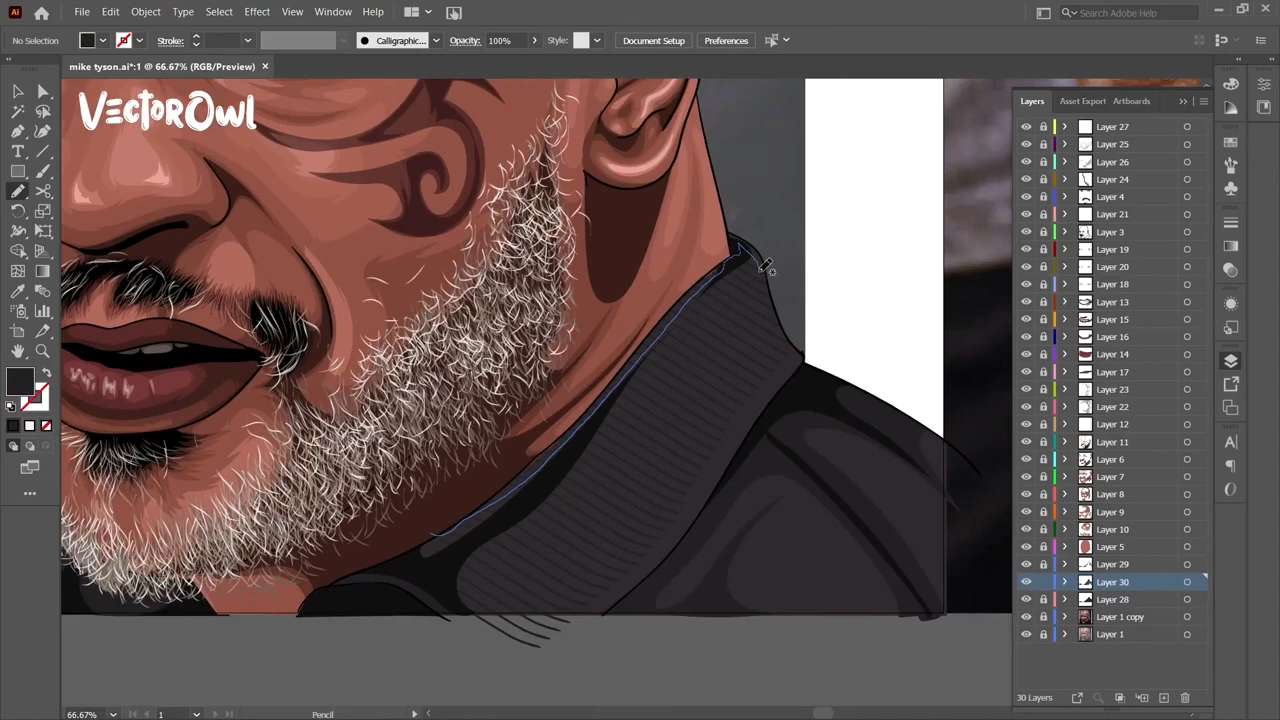 Ai File Edit Object Type Select Effect View Window Help Search Adobe Help
No Selection Stroke: Calligraphic... Opacity: 100% Style: Document Setup Preferences
mike tyson.ai*:1 @ 66.67% (RGB/Preview) ×
VectorOwl
Layers Asset Export Artboards
Layer 27
Layer 25
Layer 26
Layer 24
Layer 4
Layer 21
Layer 3
Layer 19
Layer 20
Layer 18
Layer 13
Layer 15
Layer 16
Layer 14
Layer 17
Layer 23
Layer 22
Layer 12
Layer 11
Layer 6
Layer 7
Layer 8
Layer 9
Layer 10
Layer 5
Layer 29
Layer 30
Layer 28
Layer 1 copy
Layer 1
30 Layers
66.67% 1 Pencil